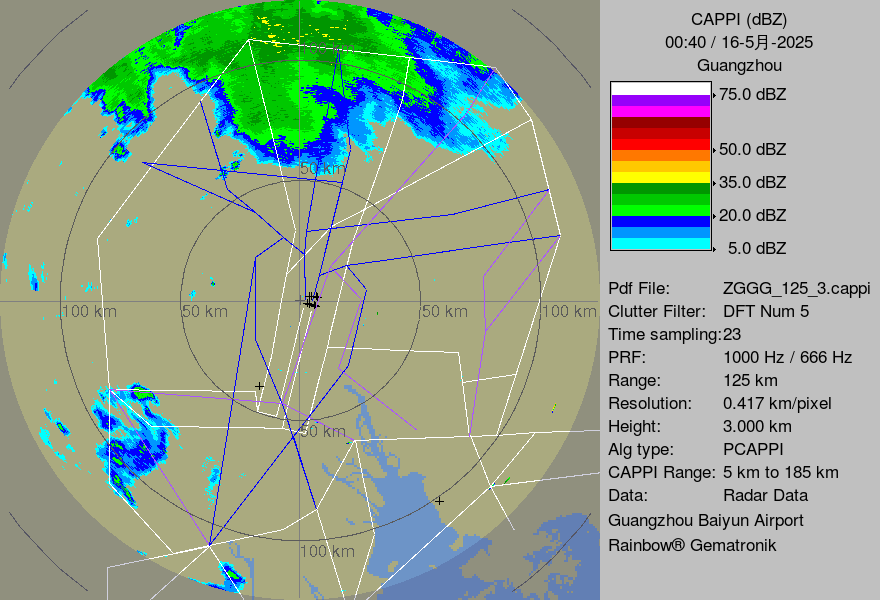 CAPPI (dBZ)
00:40 / 16-5月-2025
Guangzhou
75.0 dBZ
50.0 dBZ
35.0 dBZ
20.0 dBZ
5.0 dBZ
Pdf File: ZGGG_125_3.cappi
Clutter Filter: DFT Num 5
Time sampling:23
PRF: 1000 Hz / 666 Hz
Range: 125 km
Resolution: 0.417 km/pixel
Height: 3.000 km
Alg type: PCAPPI
CAPPI Range: 5 km to 185 km
Data: Radar Data
Guangzhou Baiyun Airport
Rainbow® Gematronik
50 km
100 km
50 km
50 km
100 km
50 km
100 km